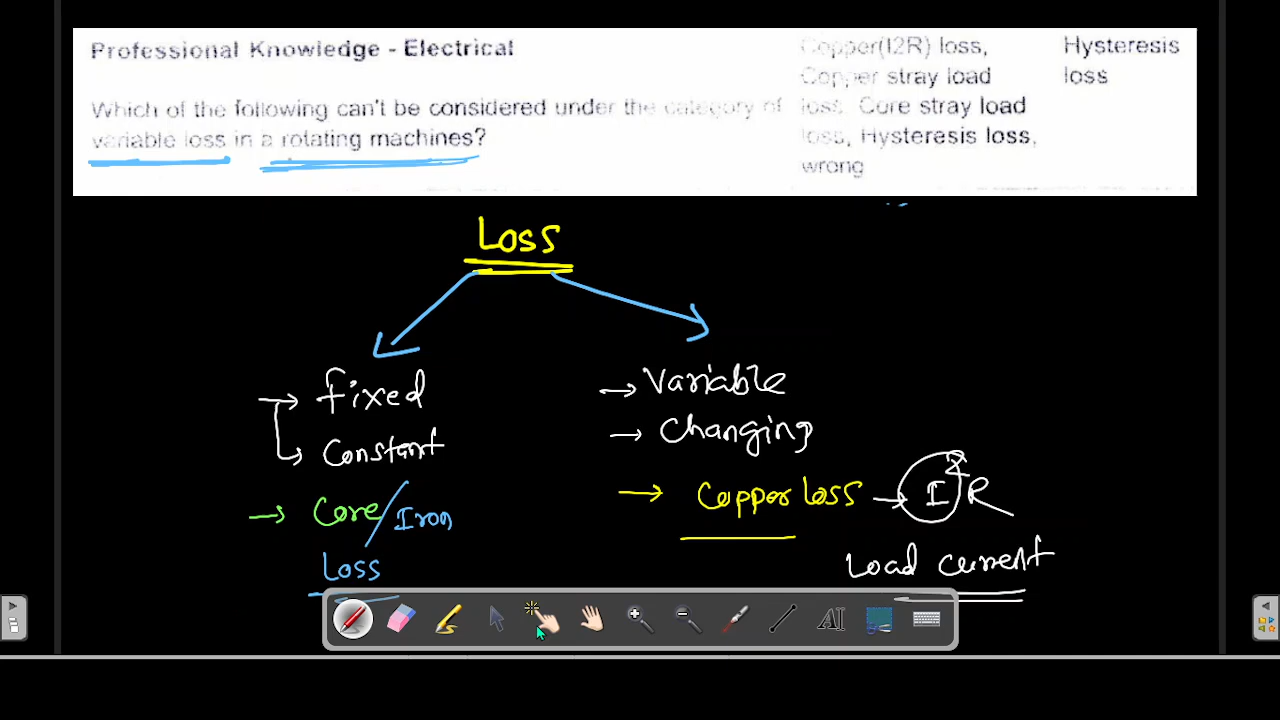 Professional Knowledge - Electrical
Which of the following can't be considered under the category of
variable loss in a rotating machines?
Copper(I2R) loss,
Copper stray load
loss, Core stray load
loss, Hysteresis loss,
wrong
Hysteresis
loss
Loss
→ fixed
→ Constant
→ Core/Iron
Loss
→ Variable
→ Changing
→ Copper loss → I²R
Load current
AI